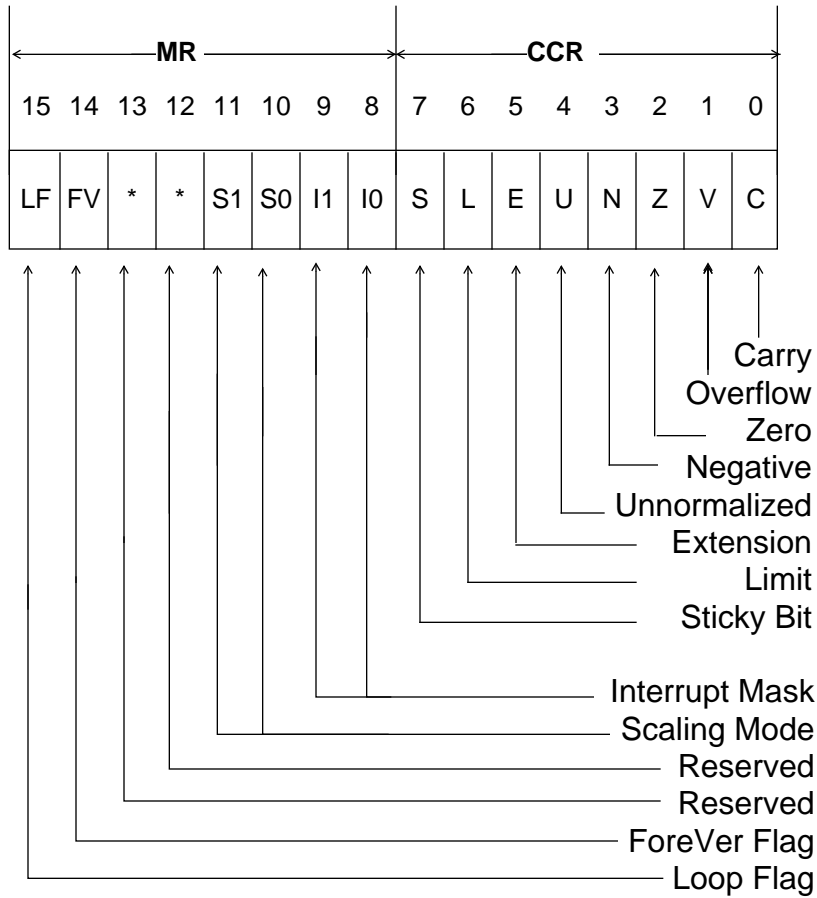 MR CCR
15 14 13 12 11 10 9 8 7 6 5 4 3 2 1 0
LF FV * * S1 S0 I1 I0 S L E U N Z V C
Carry
Overflow
Zero
Negative
Unnormalized
Extension
Limit
Sticky Bit
Interrupt Mask
Scaling Mode
Reserved
Reserved
ForeVer Flag
Loop Flag